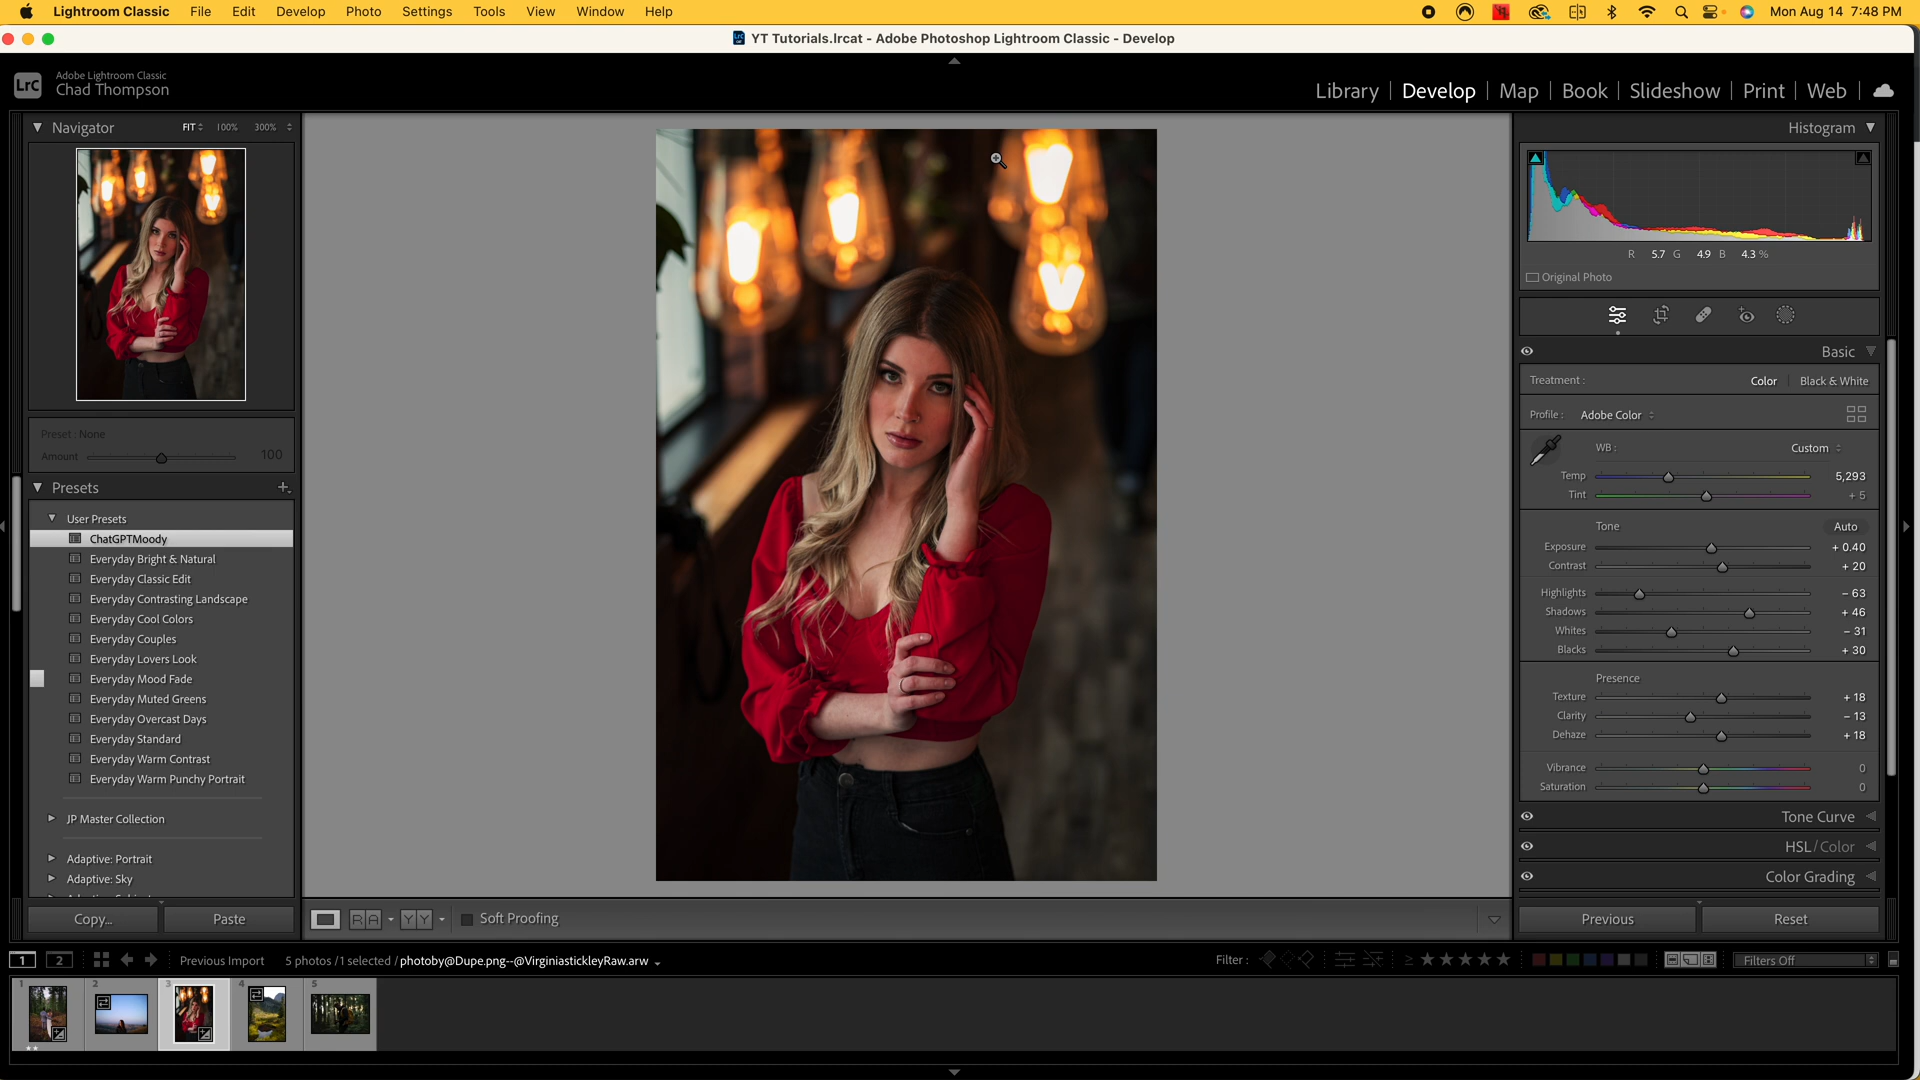 Lightroom Classic File Edit Develop Photo Settings Tools View Window Help Mon Aug 14 7:48 PM
YT Tutorials.lrcat - Adobe Photoshop Lightroom Classic - Develop
LrC Adobe Lightroom Classic
Chad Thompson
Library | Develop | Map | Book | Slideshow | Print | Web
Navigator FIT 100% 300%
Preset : None
Amount 100
Presets +
User Presets
ChatGPTMoody
Everyday Bright & Natural
Everyday Classic Edit
Everyday Contrasting Landscape
Everyday Cool Colors
Everyday Couples
Everyday Lovers Look
Everyday Mood Fade
Everyday Muted Greens
Everyday Overcast Days
Everyday Standard
Everyday Warm Contrast
Everyday Warm Punchy Portrait
JP Master Collection
Adaptive: Portrait
Adaptive: Sky
Copy... Paste
R A Y Y Soft Proofing
Histogram
R 5.7 G 4.9 B 4.3 %
Original Photo
Basic
Treatment : Color | Black & White
Profile : Adobe Color
WB : Custom
Temp 5,293
Tint + 5
Tone Auto
Exposure + 0.40
Contrast + 20
Highlights − 63
Shadows + 46
Whites − 31
Blacks + 30
Presence
Texture + 18
Clarity − 13
Dehaze + 18
Vibrance 0
Saturation 0
Tone Curve
HSL / Color
Color Grading
Previous Reset
1 2 Previous Import 5 photos / 1 selected / photoby@Dupe.png--@VirginiastickleyRaw.arw Filter : ≥ ★★★★★ Filters Off
1 2 3 4 5